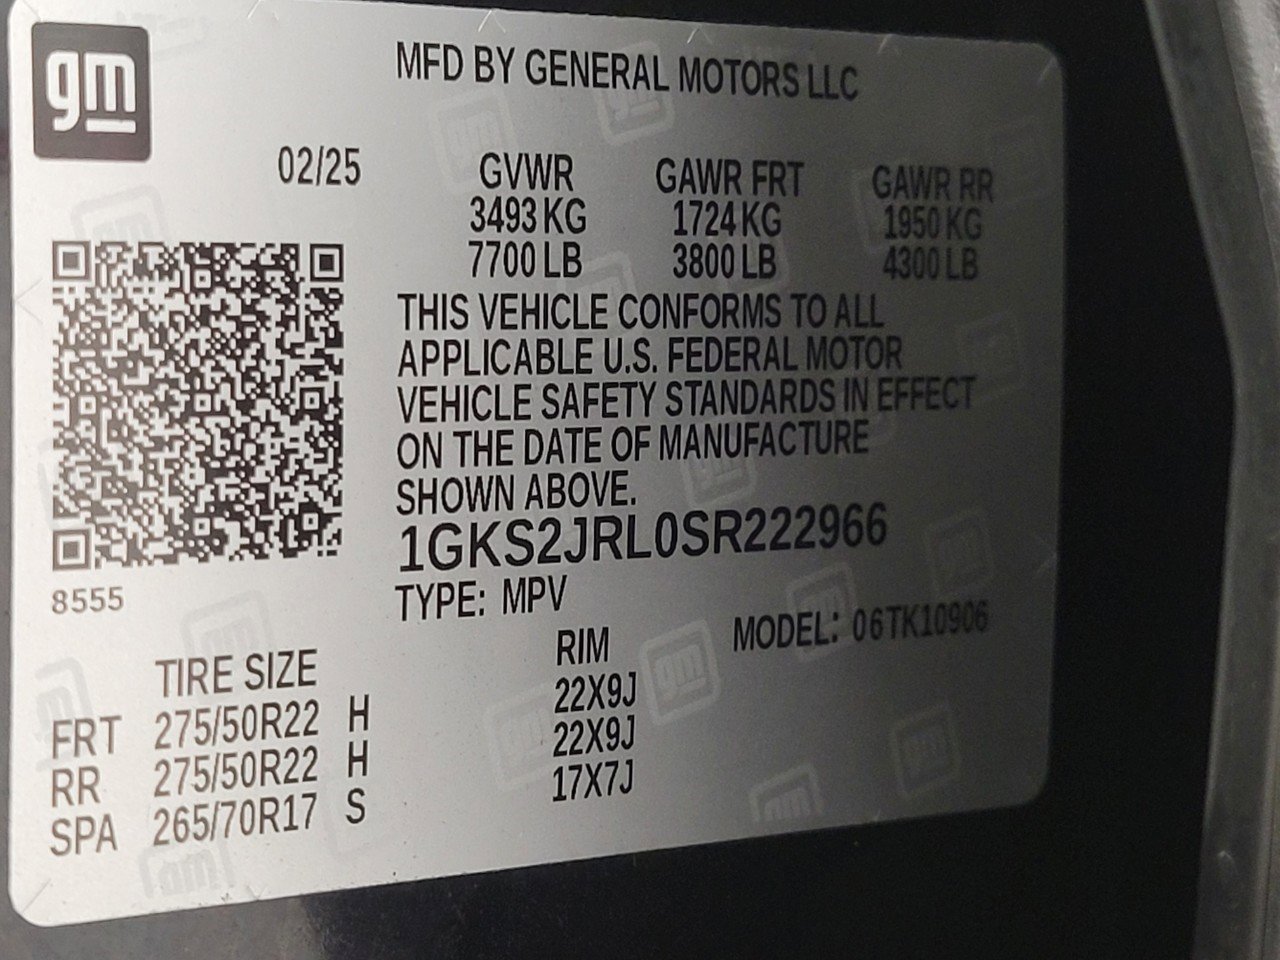 gm
MFD BY GENERAL MOTORS LLC
02/25 GVWR GAWR FRT GAWR RR
3493 KG 1724 KG 1950 KG
7700 LB 3800 LB 4300 LB
THIS VEHICLE CONFORMS TO ALL
APPLICABLE U.S. FEDERAL MOTOR
VEHICLE SAFETY STANDARDS IN EFFECT
ON THE DATE OF MANUFACTURE
SHOWN ABOVE.
1GKS2JRL0SR222966
8555
TYPE: MPV MODEL: 06TK10906
TIRE SIZE RIM
FRT 275/50R22 H 22X9J
RR 275/50R22 H 22X9J
SPA 265/70R17 S 17X7J